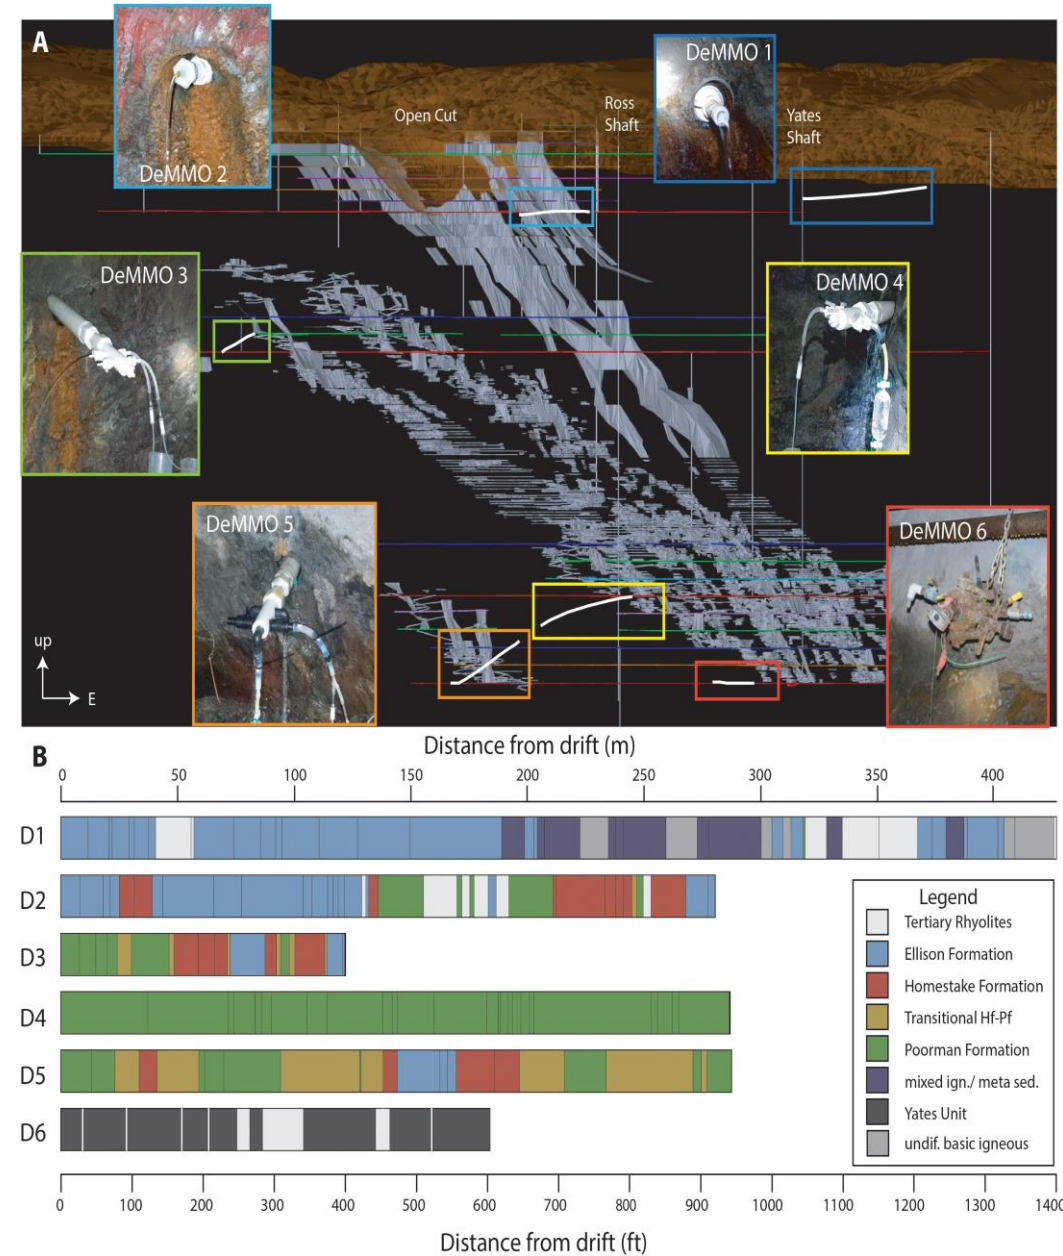 A
DeMMO 2
Open Cut
Ross
Shaft
DeMMO 1
Yates
Shaft
DeMMO 3
DeMMO 4
DeMMO 5
DeMMO 6
up
E
B
Distance from drift (m)
0 50 100 150 200 250 300 350 400
D1
D2
D3
D4
D5
D6
Legend
Tertiary Rhyolites
Ellison Formation
Homestake Formation
Transitional Hf-Pf
Poorman Formation
mixed ign./ meta sed.
Yates Unit
undif. basic igneous
0 100 200 300 400 500 600 700 800 900 1000 1100 1200 1300 1400
Distance from drift (ft)